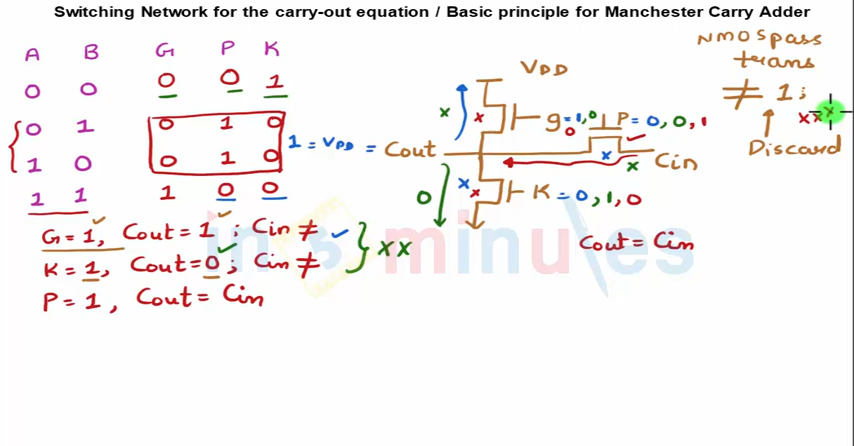 Switching Network for the carry-out equation / Basic principle for Manchester Carry Adder
A B G P K
0 0 0 0 1
0 1 0 1 0
1 0 0 1 0
1 1 1 0 0
G = 1, Cout = 1 ; Cin ≠
K = 1, Cout = 0 ; Cin ≠
} X X
P = 1, Cout = Cin
VDD
x x g = 1, 0
0
P = 0, 0, 1
1 = VDD = Cout
x x Cin
0 x x K = 0, 1, 0
Cout = Cin
NMOS pass
trans
≠ 1 ;
x x x
Discard
in 3 minutes